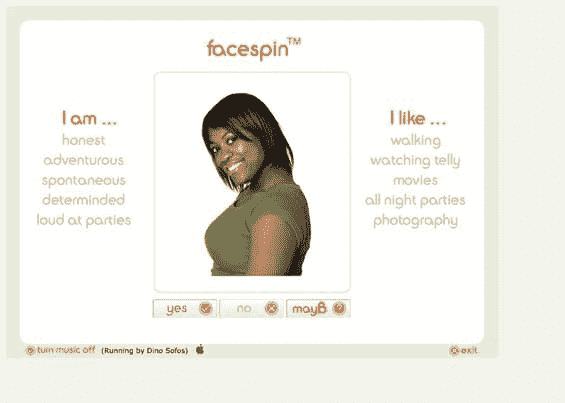 facespin™
I am ...
honest
adventurous
spontaneous
determinded
loud at parties
I like ...
walking
watching telly
movies
all night parties
photography
yes
no
mayB
turn music off (Running by Dino Sofos)
exit